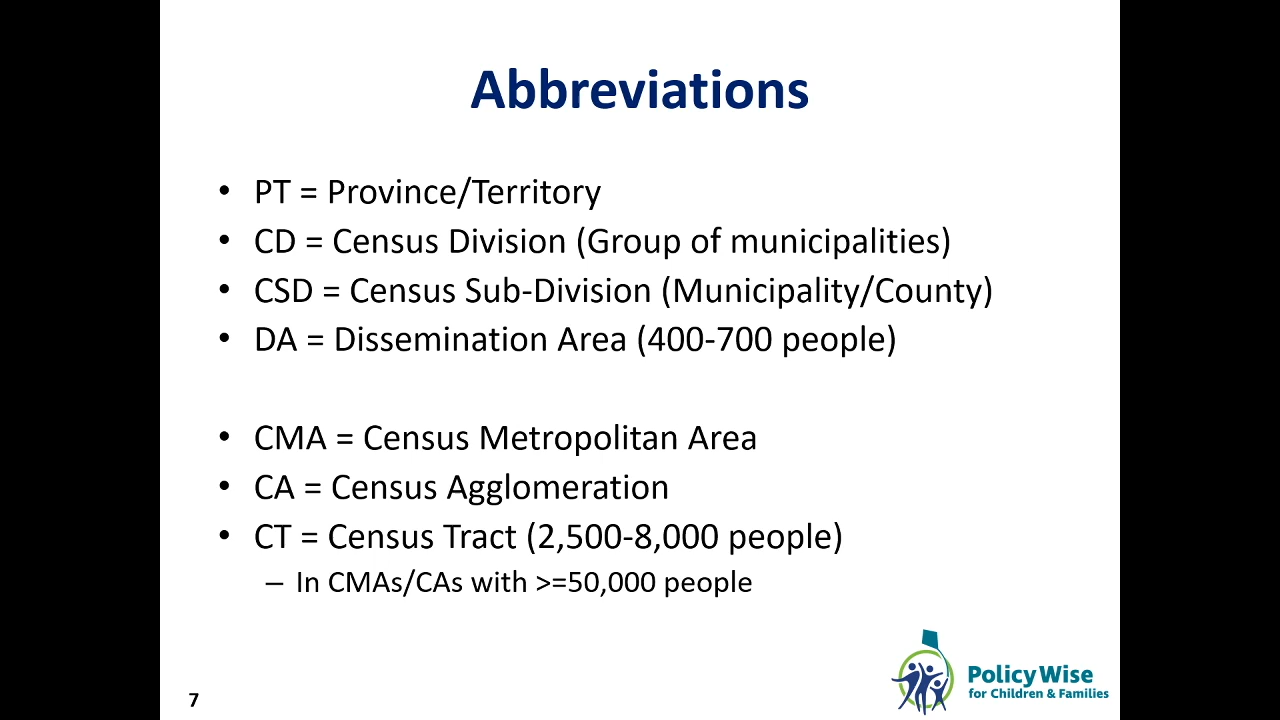 Abbreviations
• PT = Province/Territory
• CD = Census Division (Group of municipalities)
• CSD = Census Sub-Division (Municipality/County)
• DA = Dissemination Area (400-700 people)
• CMA = Census Metropolitan Area
• CA = Census Agglomeration
• CT = Census Tract (2,500-8,000 people)
– In CMAs/CAs with >=50,000 people
PolicyWise
for Children & Families
7